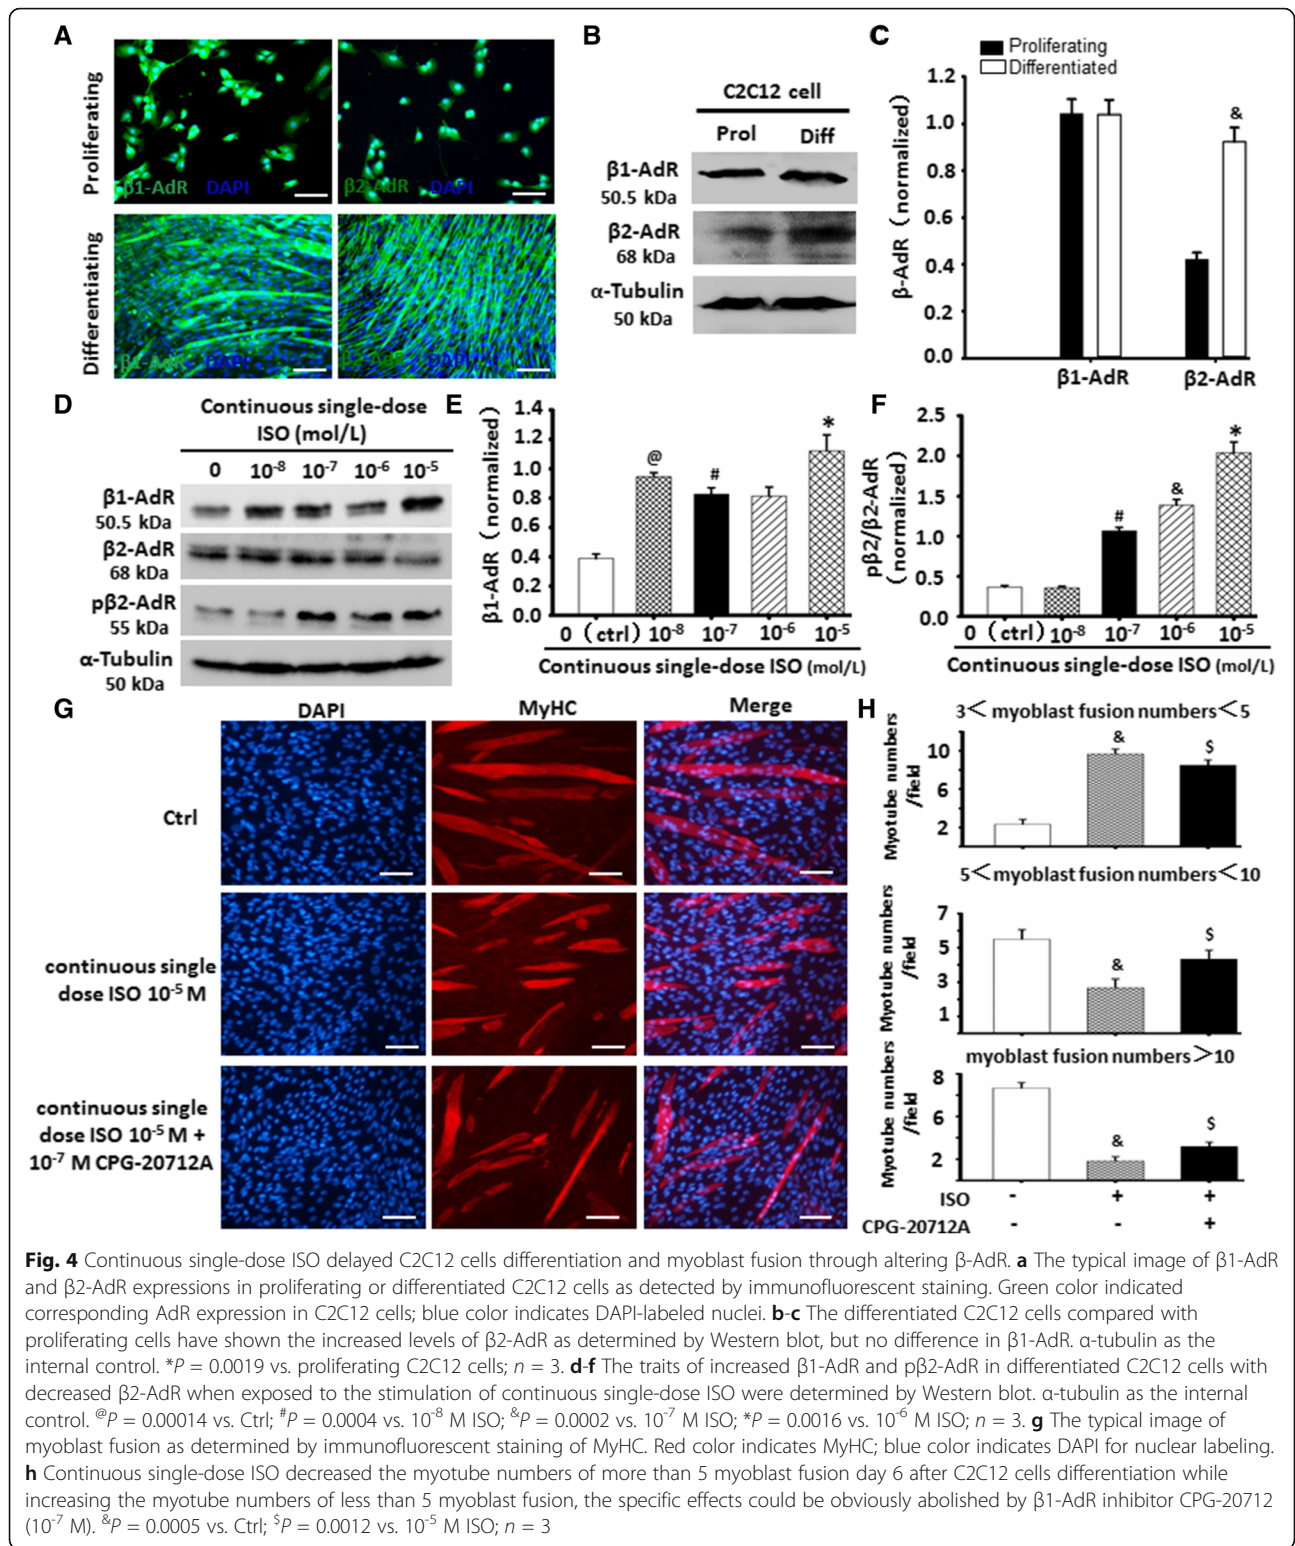 A
Proliferating
β1-AdR DAPI
β2-AdR DAPI
Differentiating
β1-AdR DAPI
DAPI
B
C2C12 cell
Prol Diff
β1-AdR
50.5 kDa
β2-AdR
68 kDa
α-Tubulin
50 kDa
C
Proliferating
Differentiated
β-AdR (normalized)
1.2
1.0
0.8
0.6
0.4
0.2
0.0
&
β1-AdR β2-AdR
D
Continuous single-dose
ISO (mol/L)
0 10-8 10-7 10-6 10-5
β1-AdR
50.5 kDa
β2-AdR
68 kDa
pβ2-AdR
55 kDa
α-Tubulin
50 kDa
E
β1-AdR (normalized)
1.4
1.2
1.0
0.8
0.6
0.4
0.2
0.0
@ # *
0 (ctrl) 10-8 10-7 10-6 10-5
Continuous single-dose ISO (mol/L)
F
pβ2/β2-AdR
(normalized)
2.5
2.0
1.5
1.0
0.5
0.0
# & *
0 (ctrl) 10-8 10-7 10-6 10-5
Continuous single-dose ISO (mol/L)
G
DAPI MyHC Merge
Ctrl
continuous single
dose ISO 10-5 M
continuous single
dose ISO 10-5 M +
10-7 M CPG-20712A
H
3< myoblast fusion numbers<5
Myotube numbers
/field
10
6
2
& $
5<myoblast fusion numbers<10
Myotube numbers
/field
7
5
3
1
& $
myoblast fusion numbers>10
Myotube numbers
/field
8
6
2
& $
ISO - + +
CPG-20712A - - +
Fig. 4 Continuous single-dose ISO delayed C2C12 cells differentiation and myoblast fusion through altering β-AdR. a The typical image of β1-AdR
and β2-AdR expressions in proliferating or differentiated C2C12 cells as detected by immunofluorescent staining. Green color indicated
corresponding AdR expression in C2C12 cells; blue color indicates DAPI-labeled nuclei. b-c The differentiated C2C12 cells compared with
proliferating cells have shown the increased levels of β2-AdR as determined by Western blot, but no difference in β1-AdR. α-tubulin as the
internal control. *P = 0.0019 vs. proliferating C2C12 cells; n = 3. d-f The traits of increased β1-AdR and pβ2-AdR in differentiated C2C12 cells with
decreased β2-AdR when exposed to the stimulation of continuous single-dose ISO were determined by Western blot. α-tubulin as the internal
control. @P = 0.00014 vs. Ctrl; #P = 0.0004 vs. 10-8 M ISO; &P = 0.0002 vs. 10-7 M ISO; *P = 0.0016 vs. 10-6 M ISO; n = 3. g The typical image of
myoblast fusion as determined by immunofluorescent staining of MyHC. Red color indicates MyHC; blue color indicates DAPI for nuclear labeling.
h Continuous single-dose ISO decreased the myotube numbers of more than 5 myoblast fusion day 6 after C2C12 cells differentiation while
increasing the myotube numbers of less than 5 myoblast fusion, the specific effects could be obviously abolished by β1-AdR inhibitor CPG-20712
(10-7 M). &P = 0.0005 vs. Ctrl; $P = 0.0012 vs. 10-5 M ISO; n = 3